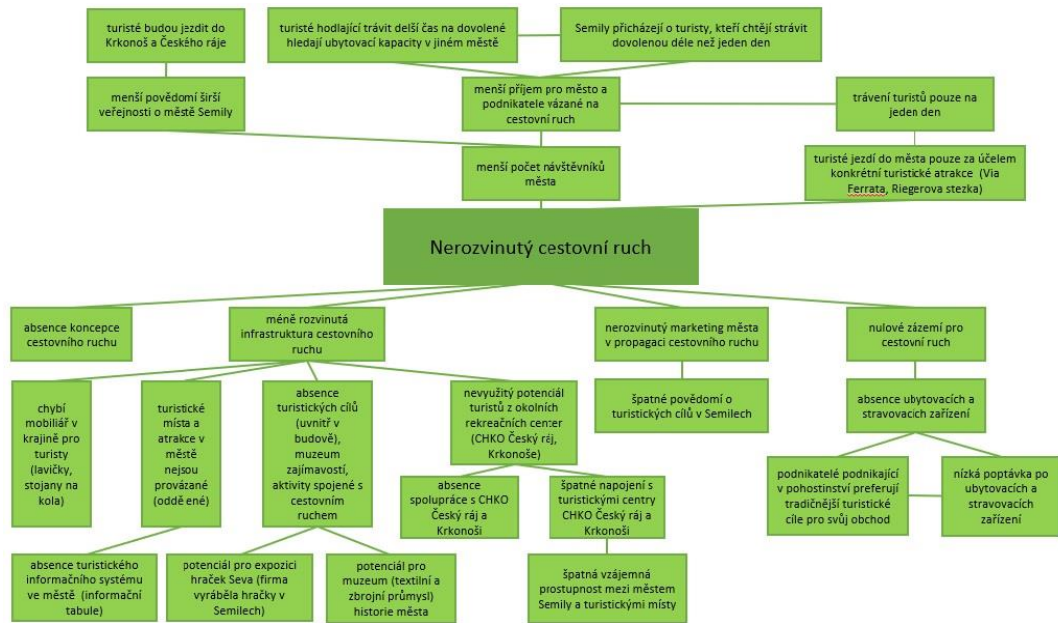 turisté budou jezdit do
Krkonoš a Českého ráje
turisté hodlající trávit delší čas na dovolené
hledají ubytovací kapacity v jiném městě
Semily přicházejí o turisty, kteří chtějí strávit
dovolenou déle než jeden den
menší povědomí širší
veřejnosti o městě Semily
menší příjem pro město a
podnikatele vázané na
cestovní ruch
trávení turistů pouze na
jeden den
menší počet návštěvníků
města
turisté jezdí do města pouze za účelem
konkrétní turistické atrakce (Via
Ferrata, Riegerova stezka)
Nerozvinutý cestovní ruch
absence koncepce
cestovního ruchu
méně rozvinutá
infrastruktura cestovního
ruchu
nerozvinutý marketing města
v propagaci cestovního ruchu
nulové zázemí pro
cestovní ruch
chybí
mobiliář v
krajině pro
turisty
(lavičky,
stojany na
kola)
turistické
místa a
atrakce v
městě
nejsou
provázané
(oddě ené)
absence
turistických cílů
(uvnitř v
budově),
muzeum
zajímavostí,
aktivity spojené s
cestovním
ruchem
nevyužitý potenciál
turistů z okolních
rekreačních center
(CHKO Český ráj,
Krkonoše)
špatné povědomí o
turistických cílů v Semilech
absence ubytovacích a
stravovacich zařízení
absence
spolupráce s CHKO
Český ráj a
Krkonoši
špatné napojení s
turistickými centry
CHKO Český ráj a
Krkonoši
podnikatelé podnikající
v pohostinství preferují
tradičnější turistické
cíle pro svůj obchod
nízká poptávka po
ubytovacích a
stravovacích
zařízení
absence turistického
informačního systému
ve městě (informační
tabule)
potenciál pro expozici
hraček Seva (firma
vyráběla hračky v
Semilech)
potenciál pro
muzeum (textilní a
zbrojní průmysl)
historie města
špatná vzájemná
prostupnost mezi městem
Semily a turistickými místy